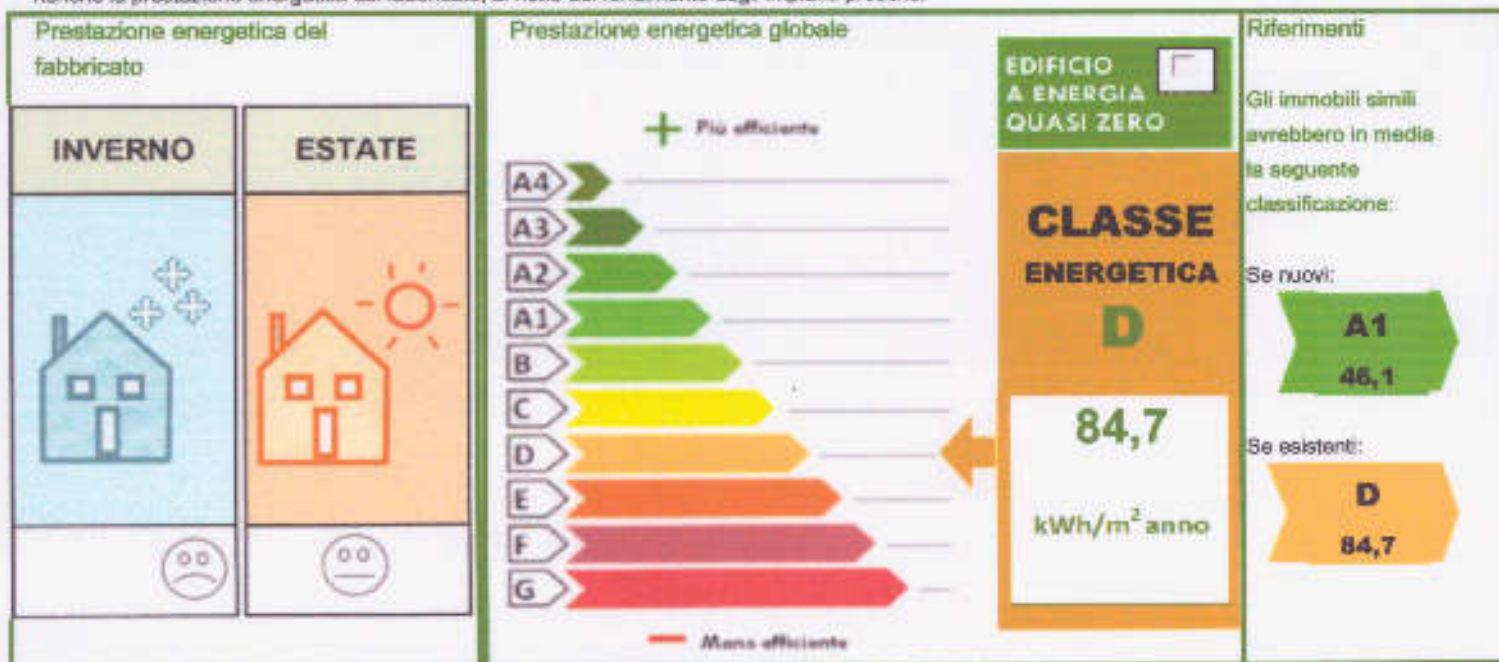 Prestazione energetica del
fabbricato
INVERNO
ESTATE
Prestazione energetica globale
+ Più efficiente
A4
A3
A2
A1
B
C
D
E
F
G
— Meno efficiente
EDIFICIO
A ENERGIA
QUASI ZERO
CLASSE
ENERGETICA
D
84,7
kWh/m² anno
Riferimenti
Gli immobili simili
avrebbero in media
la seguente
classificazione:
Se nuovi:
A1
46,1
Se esistenti:
D
84,7